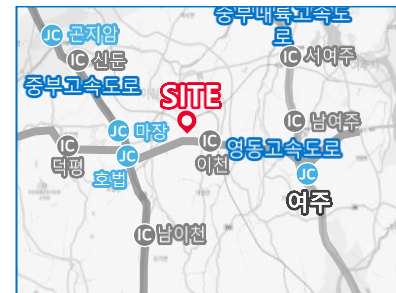 중부내륙고속도
로
JC 곤지암
IC 신둔
IC 서여주
중부고속도로
SITE
JC 마장
IC 남여주
IC 덕평
JC 호법
IC 이천
영동고속도로
JC 여주
IC 남이천